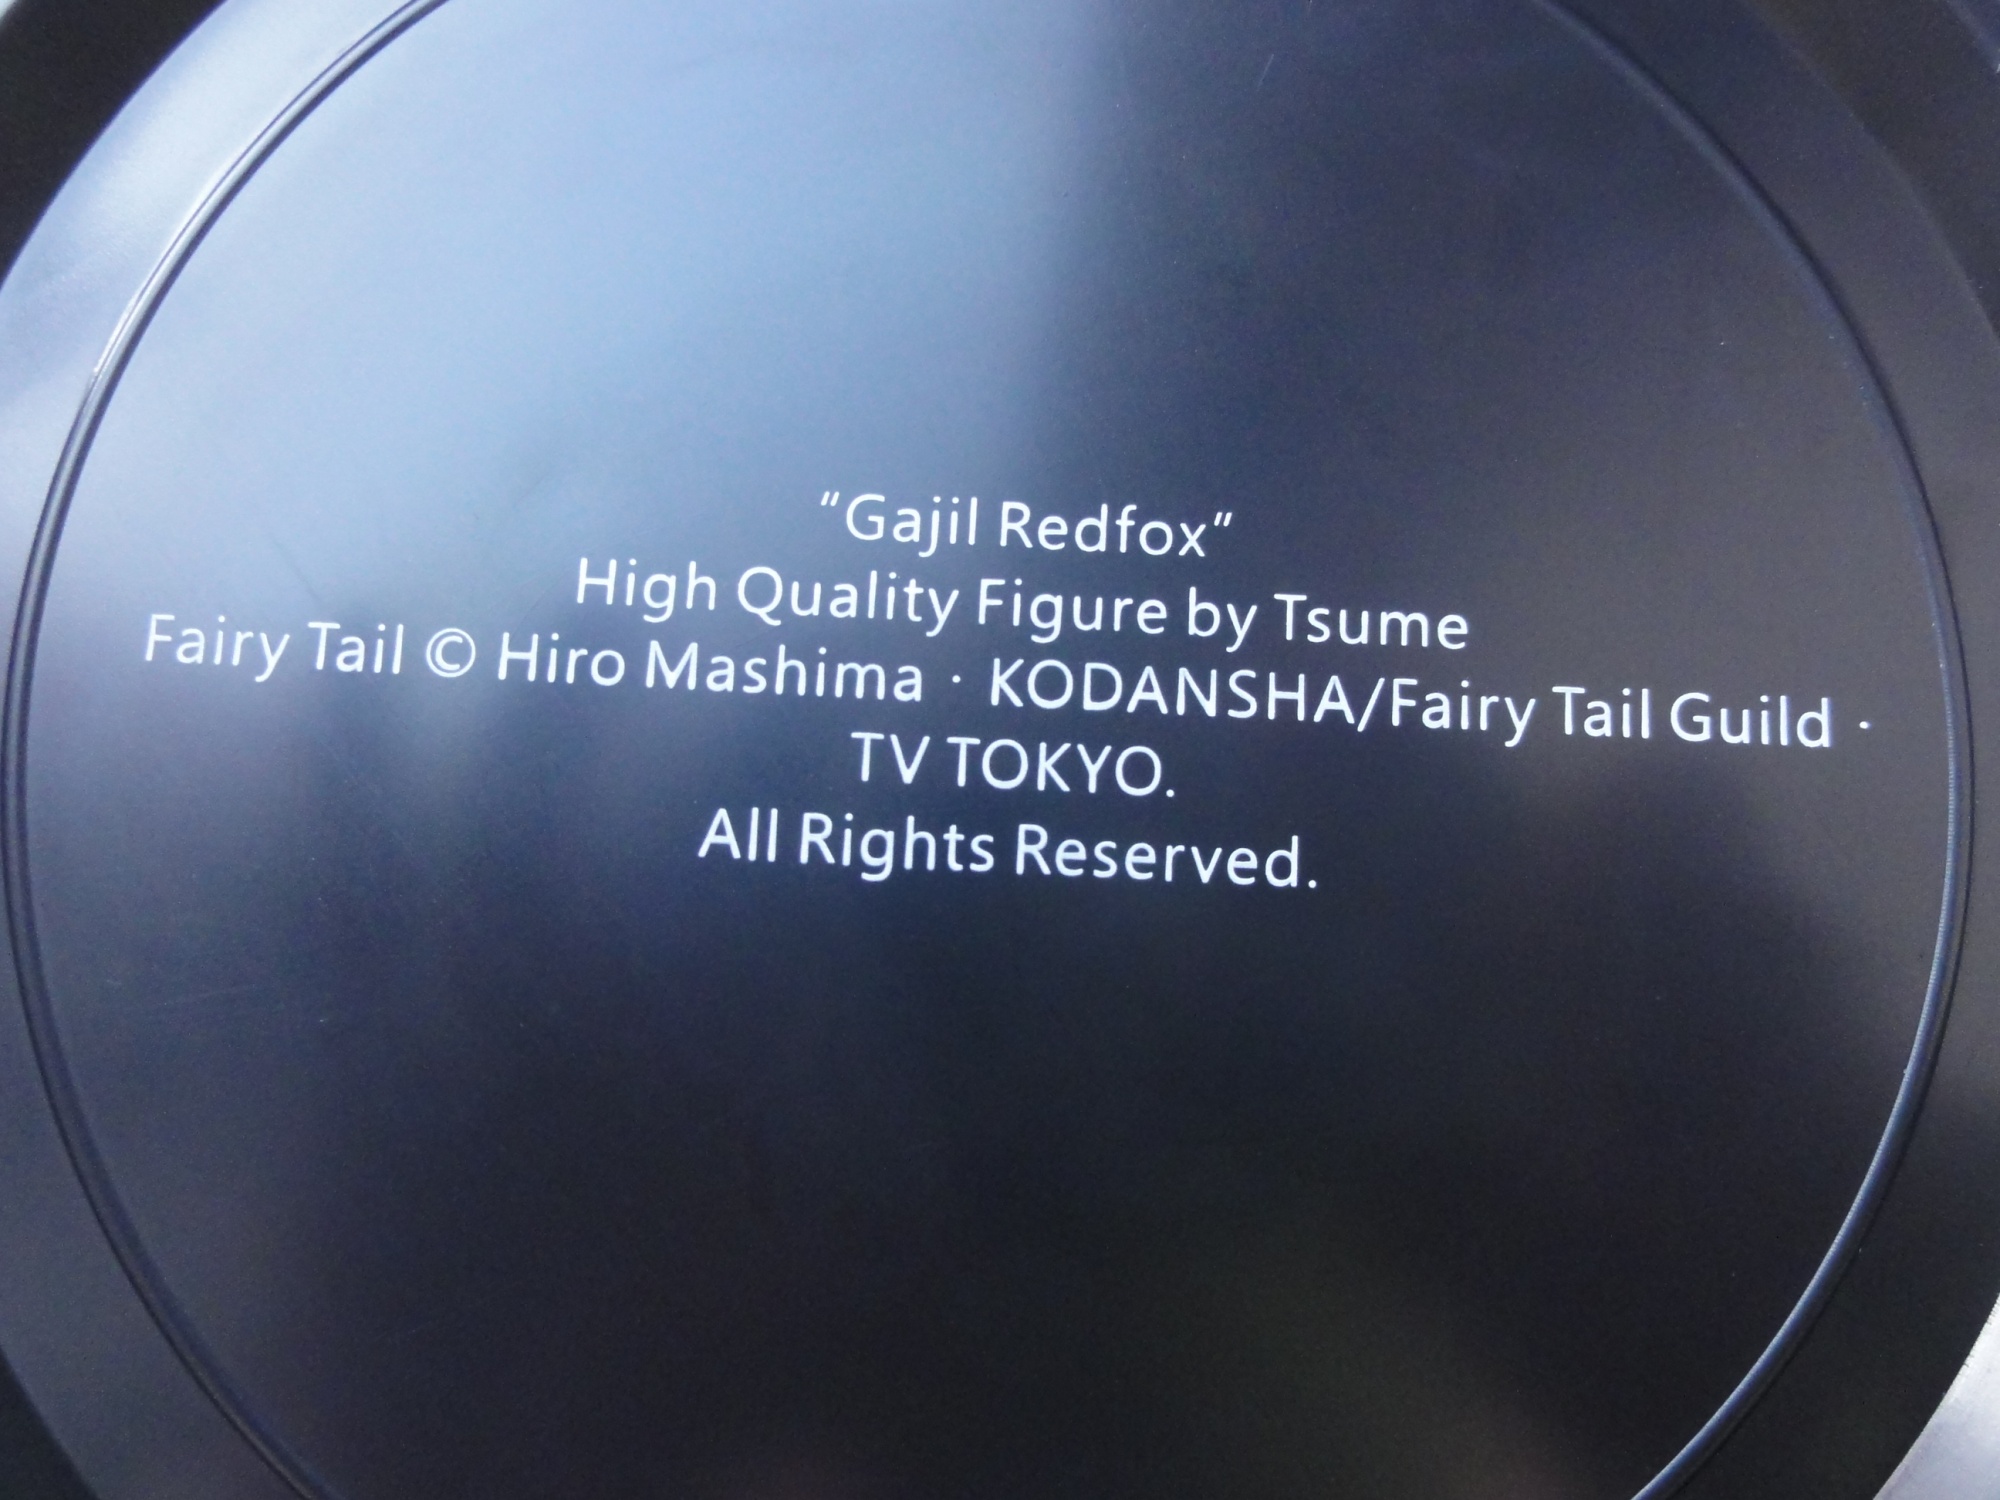 "Gajil Redfox"
High Quality Figure by Tsume
Fairy Tail © Hiro Mashima · KODANSHA/Fairy Tail Guild ·
TV TOKYO.
All Rights Reserved.